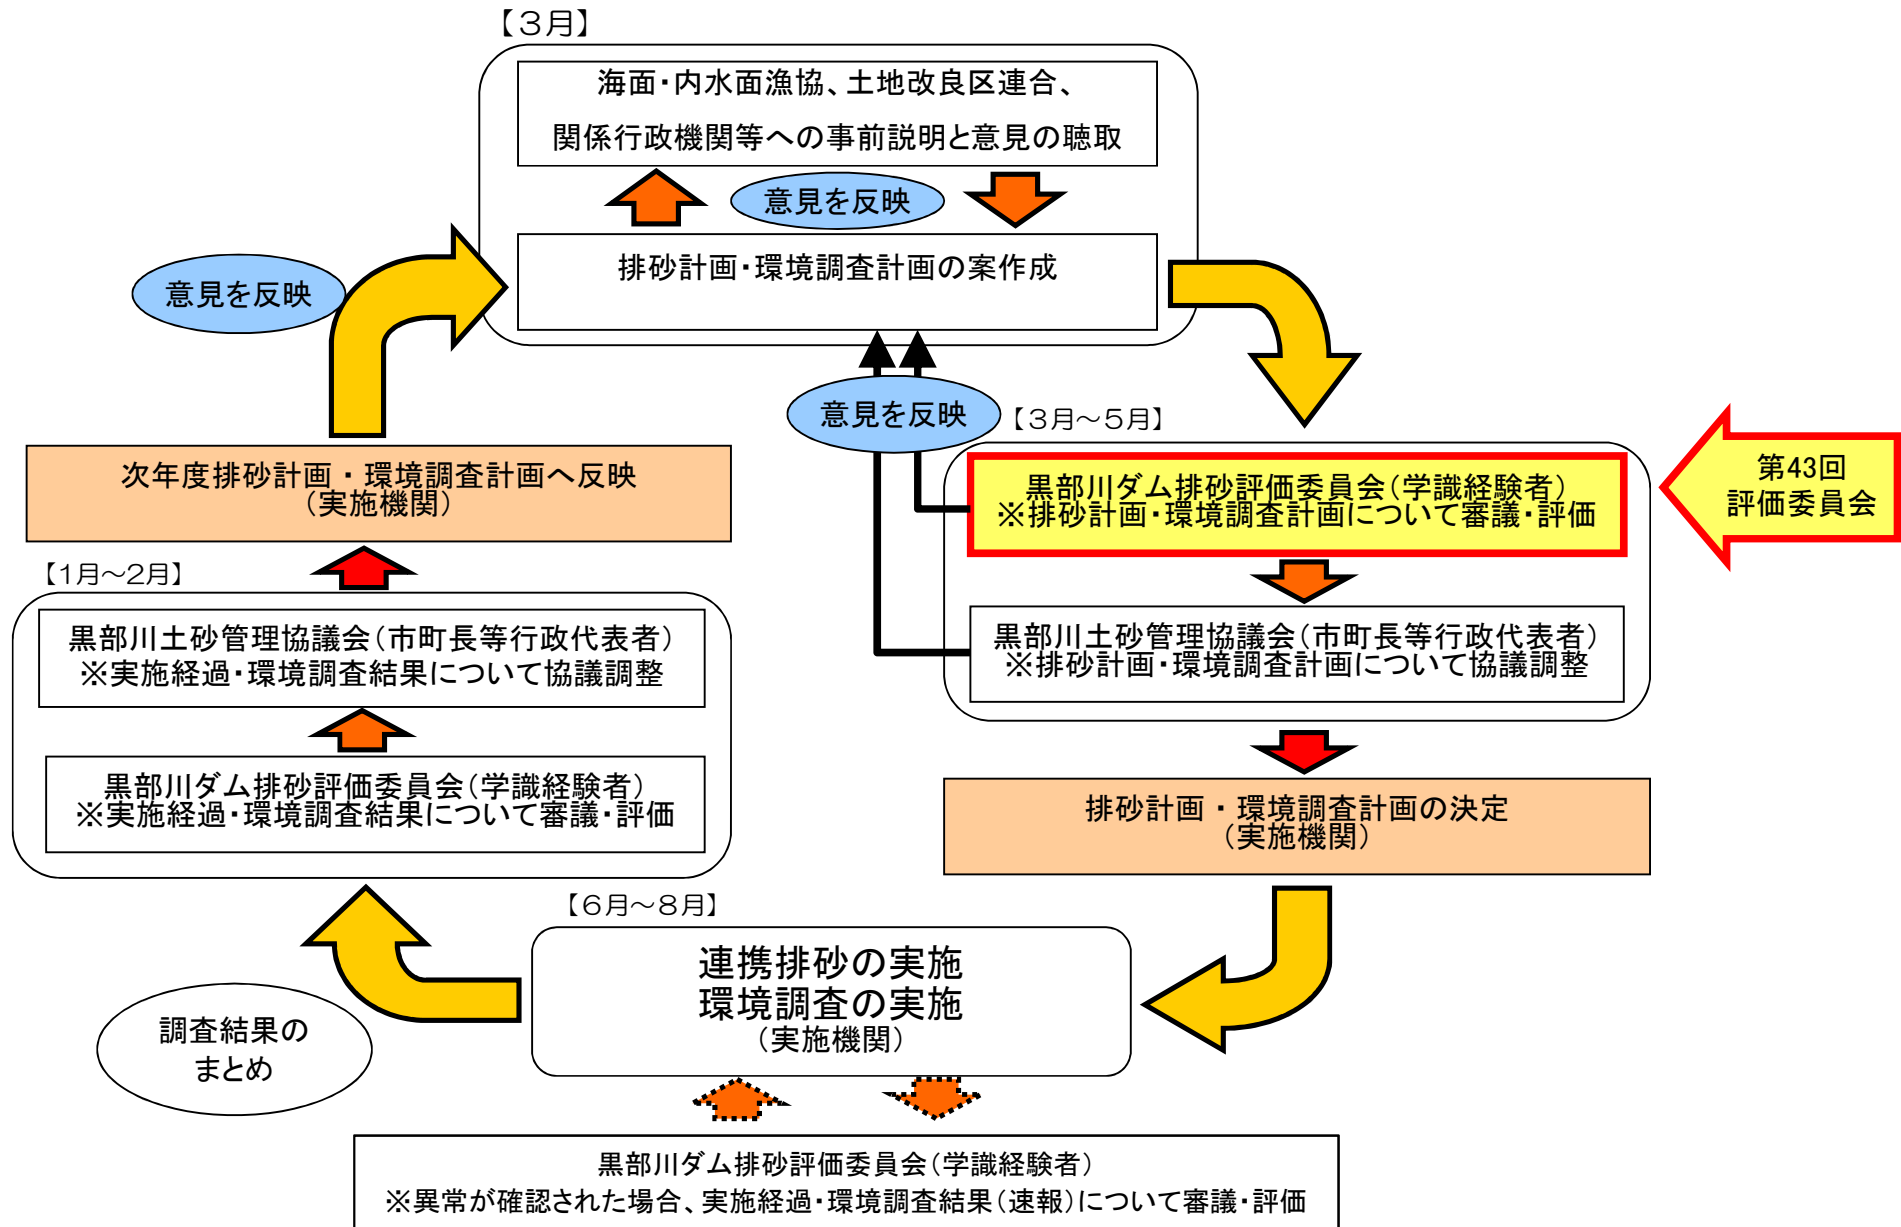 【３月】
海面・内水面漁協、土地改良区連合、
関係行政機関等への事前説明と意見の聴取
意見を反映
排砂計画・環境調査計画の案作成
意見を反映
意見を反映
【３月～５月】
黒部川ダム排砂評価委員会（学識経験者）
※排砂計画・環境調査計画について審議・評価
第43回
評価委員会
黒部川土砂管理協議会（市町長等行政代表者）
※排砂計画・環境調査計画について協議調整
排砂計画・環境調査計画の決定
（実施機関）
【６月～８月】
連携排砂の実施
環境調査の実施
（実施機関）
黒部川ダム排砂評価委員会（学識経験者）
※異常が確認された場合、実施経過・環境調査結果（速報）について審議・評価
調査結果の
まとめ
次年度排砂計画・環境調査計画へ反映
（実施機関）
【１月～２月】
黒部川土砂管理協議会（市町長等行政代表者）
※実施経過・環境調査結果について協議調整
黒部川ダム排砂評価委員会（学識経験者）
※実施経過・環境調査結果について審議・評価